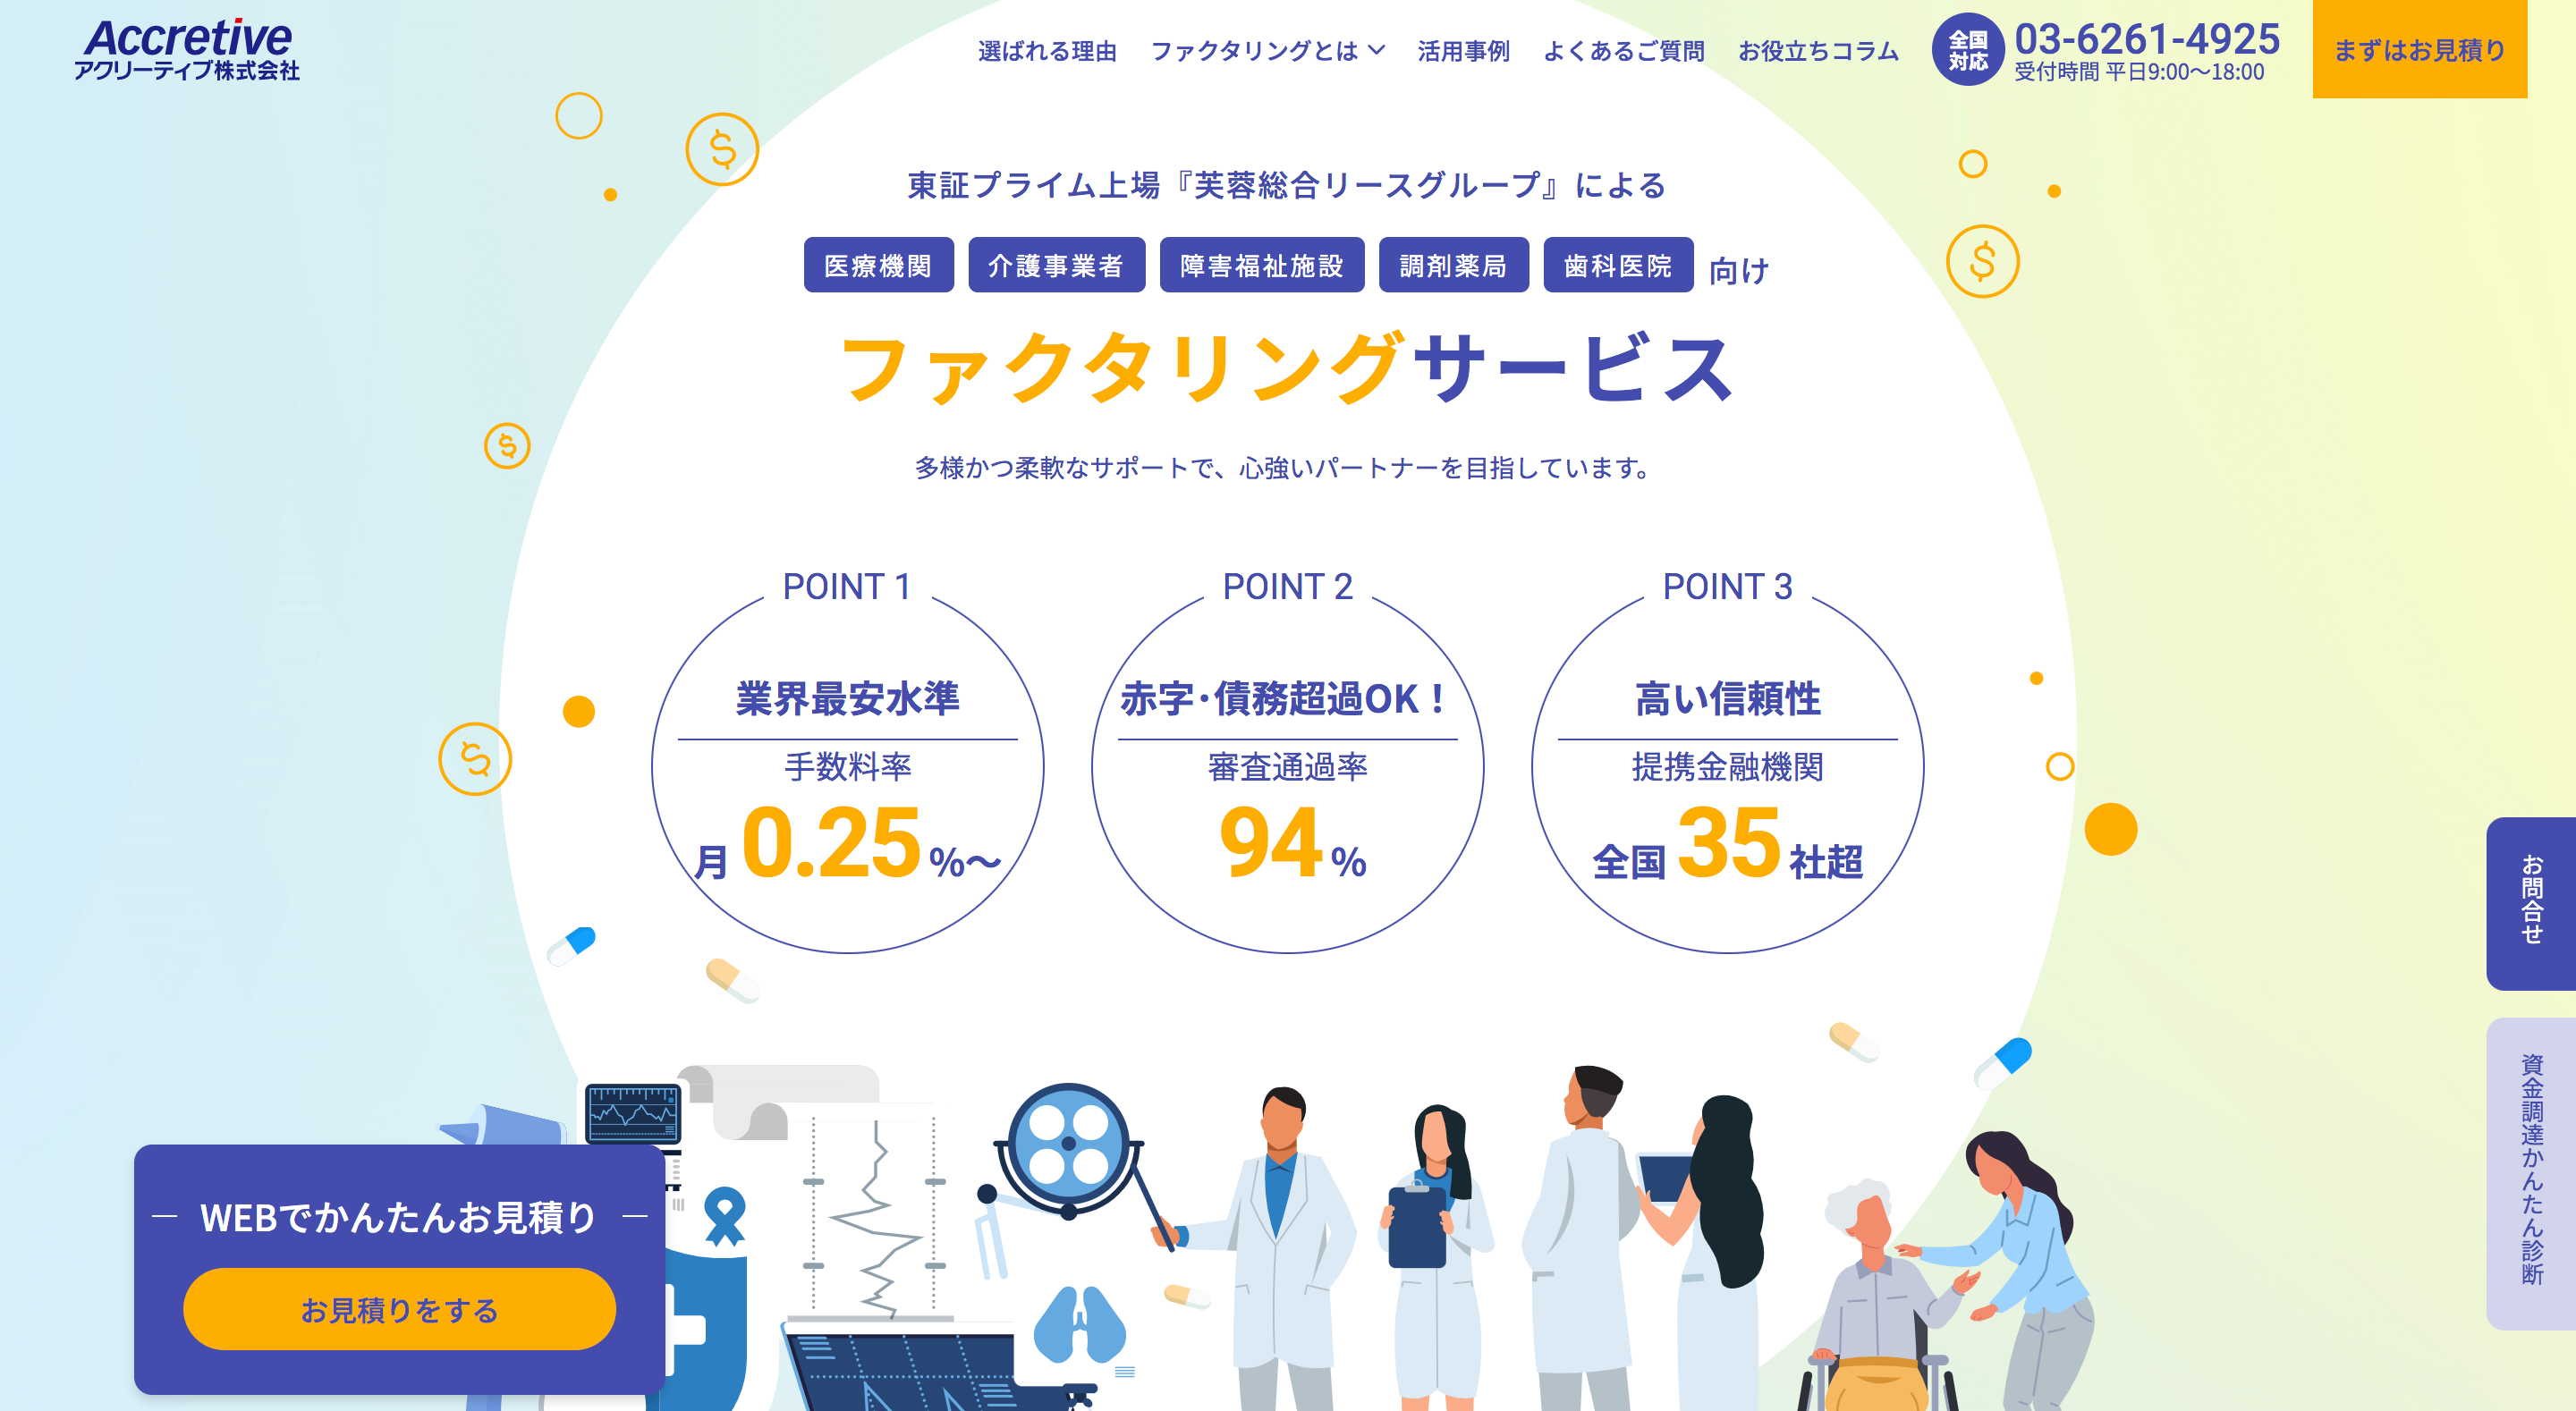 Accretive
アクリーティブ株式会社
選ばれる理由
ファクタリングとは
活用事例
よくあるご質問
お役立ちコラム
全国
対応
03-6261-4925
受付時間 平日9:00〜18:00
まずはお見積り
東証プライム上場『芙蓉総合リースグループ』による
医療機関
介護事業者
障害福祉施設
調剤薬局
歯科医院
向け
ファクタリングサービス
多様かつ柔軟なサポートで、心強いパートナーを目指しています。
POINT 1
業界最安水準
手数料率
月 0.25 %〜
POINT 2
赤字・債務超過OK！
審査通過率
94 %
POINT 3
高い信頼性
提携金融機関
全国 35 社超
お問合せ
資金調達かんたん診断
WEBでかんたんお見積り
お見積りをする